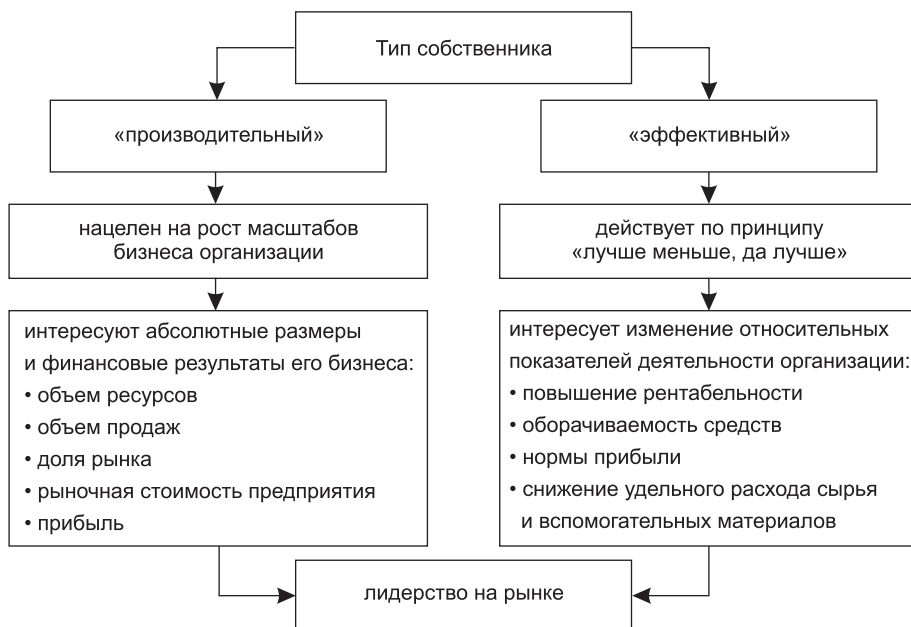 Тип собственника
«производительный»
«эффективный»
нацелен на рост масштабов
бизнеса организации
действует по принципу
«лучше меньше, да лучше»
интересуют абсолютные размеры
и финансовые результаты его бизнеса:
• объем ресурсов
• объем продаж
• доля рынка
• рыночная стоимость предприятия
• прибыль
интересует изменение относительных
показателей деятельности организации:
• повышение рентабельности
• оборачиваемость средств
• нормы прибыли
• снижение удельного расхода сырья
и вспомогательных материалов
лидерство на рынке